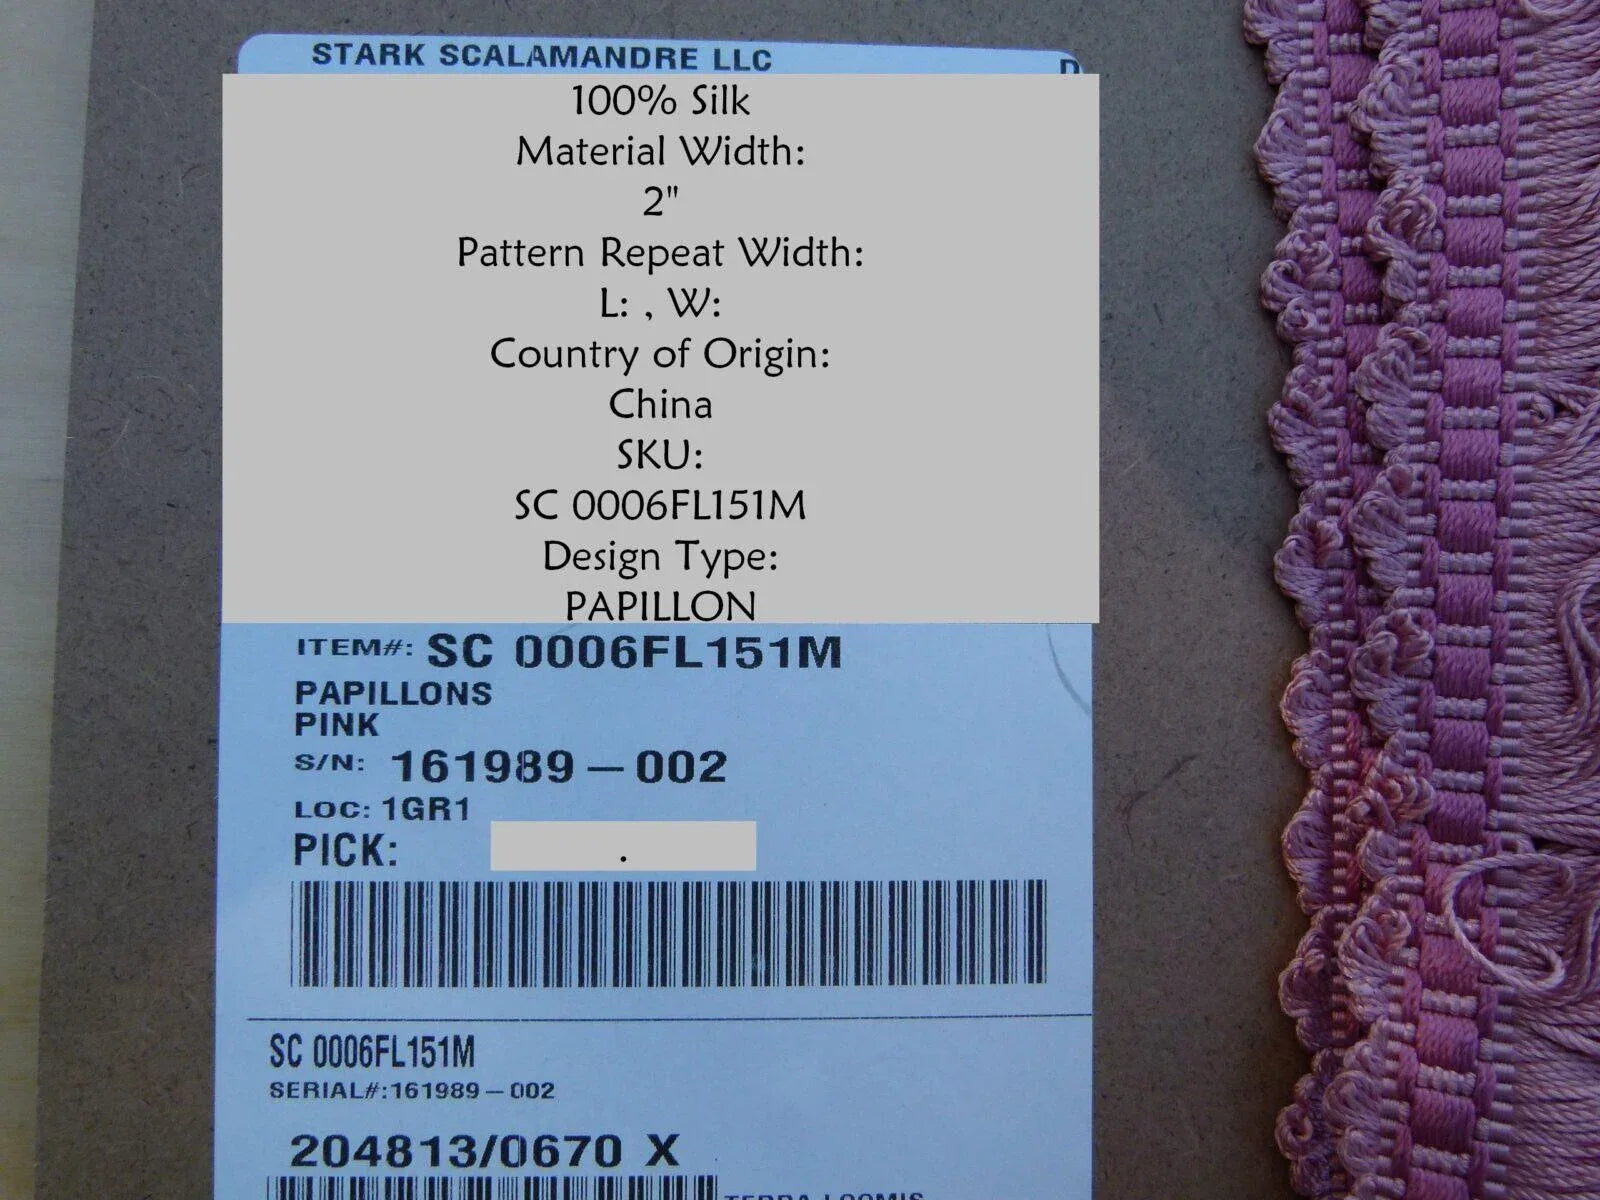 STARK SCALAMANDRE LLC
D
100% Silk
Material Width:
2"
Pattern Repeat Width:
L: , W:
Country of Origin:
China
SKU:
SC 0006FL151M
Design Type:
PAPILLON
ITEM#: SC 0006FL151M
PAPILLONS
PINK
S/N: 161989-002
LOC: 1GR1
PICK:
.
SC 0006FL151M
SERIAL#:161989-002
204813/0670 X